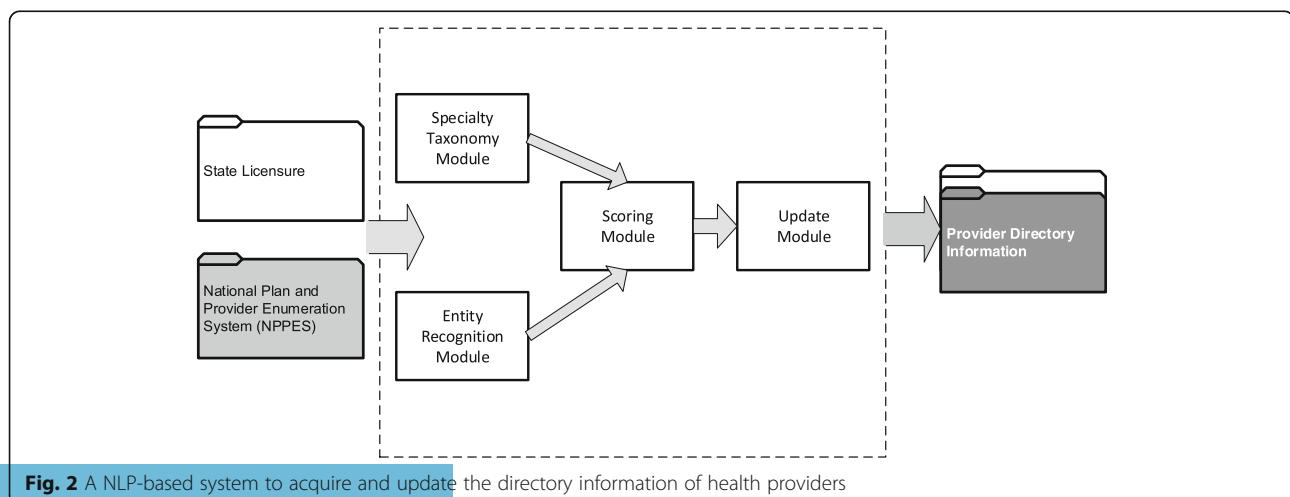 State Licensure
National Plan and
Provider Enumeration
System (NPPES)
Specialty
Taxonomy
Module
Entity
Recognition
Module
Scoring
Module
Update
Module
Provider Directory
Information
Fig. 2 A NLP-based system to acquire and update the directory information of health providers